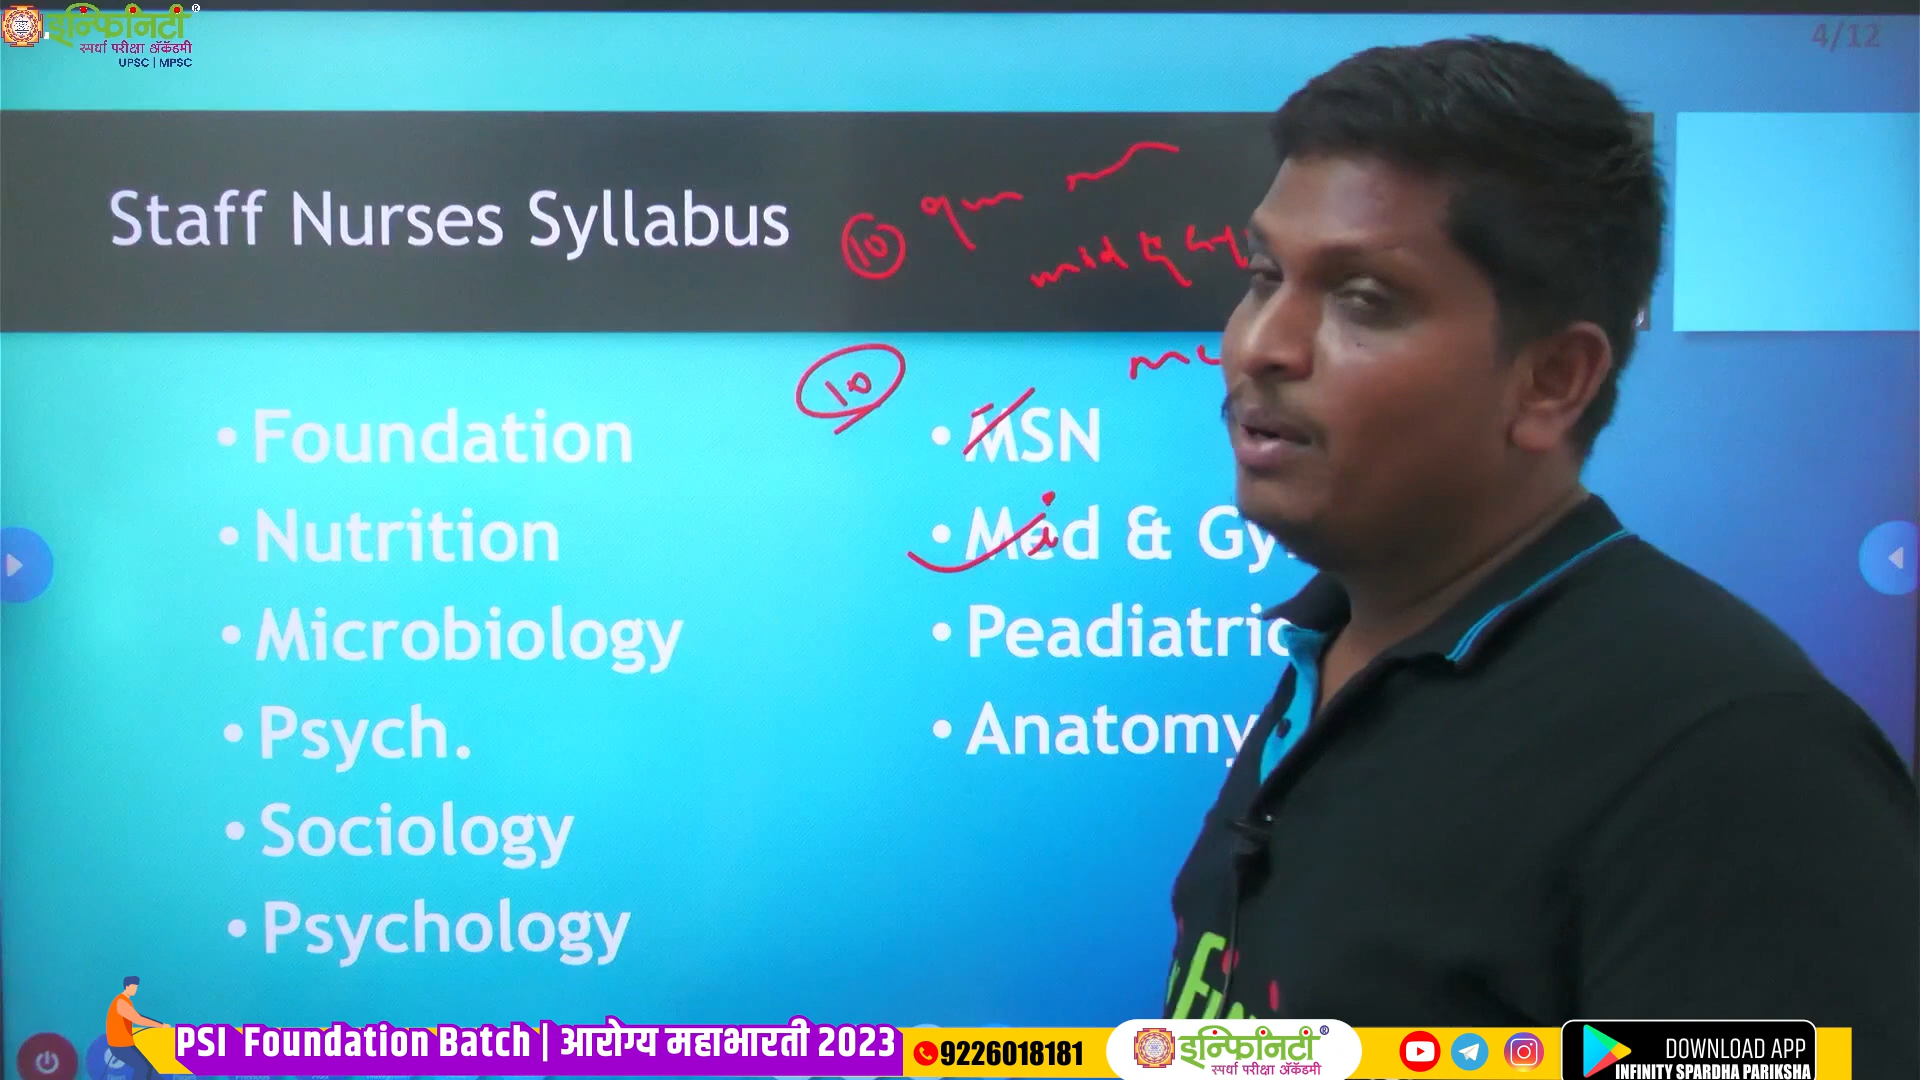 इन्फिनिटी®
स्पर्धा परीक्षा ॲकॅडमी
UPSC | MPSC
4/12
Staff Nurses Syllabus
10
10
• Foundation
• Nutrition
• Microbiology
• Psych.
• Sociology
• Psychology
• MSN
• Med & Gy
• Peadiatric
• Anatomy
PSI Foundation Batch | आरोग्य महाभारती 2023
9226018181
इन्फिनिटी®
स्पर्धा परीक्षा ॲकॅडमी
DOWNLOAD APP
INFINITY SPARDHA PARIKSHA